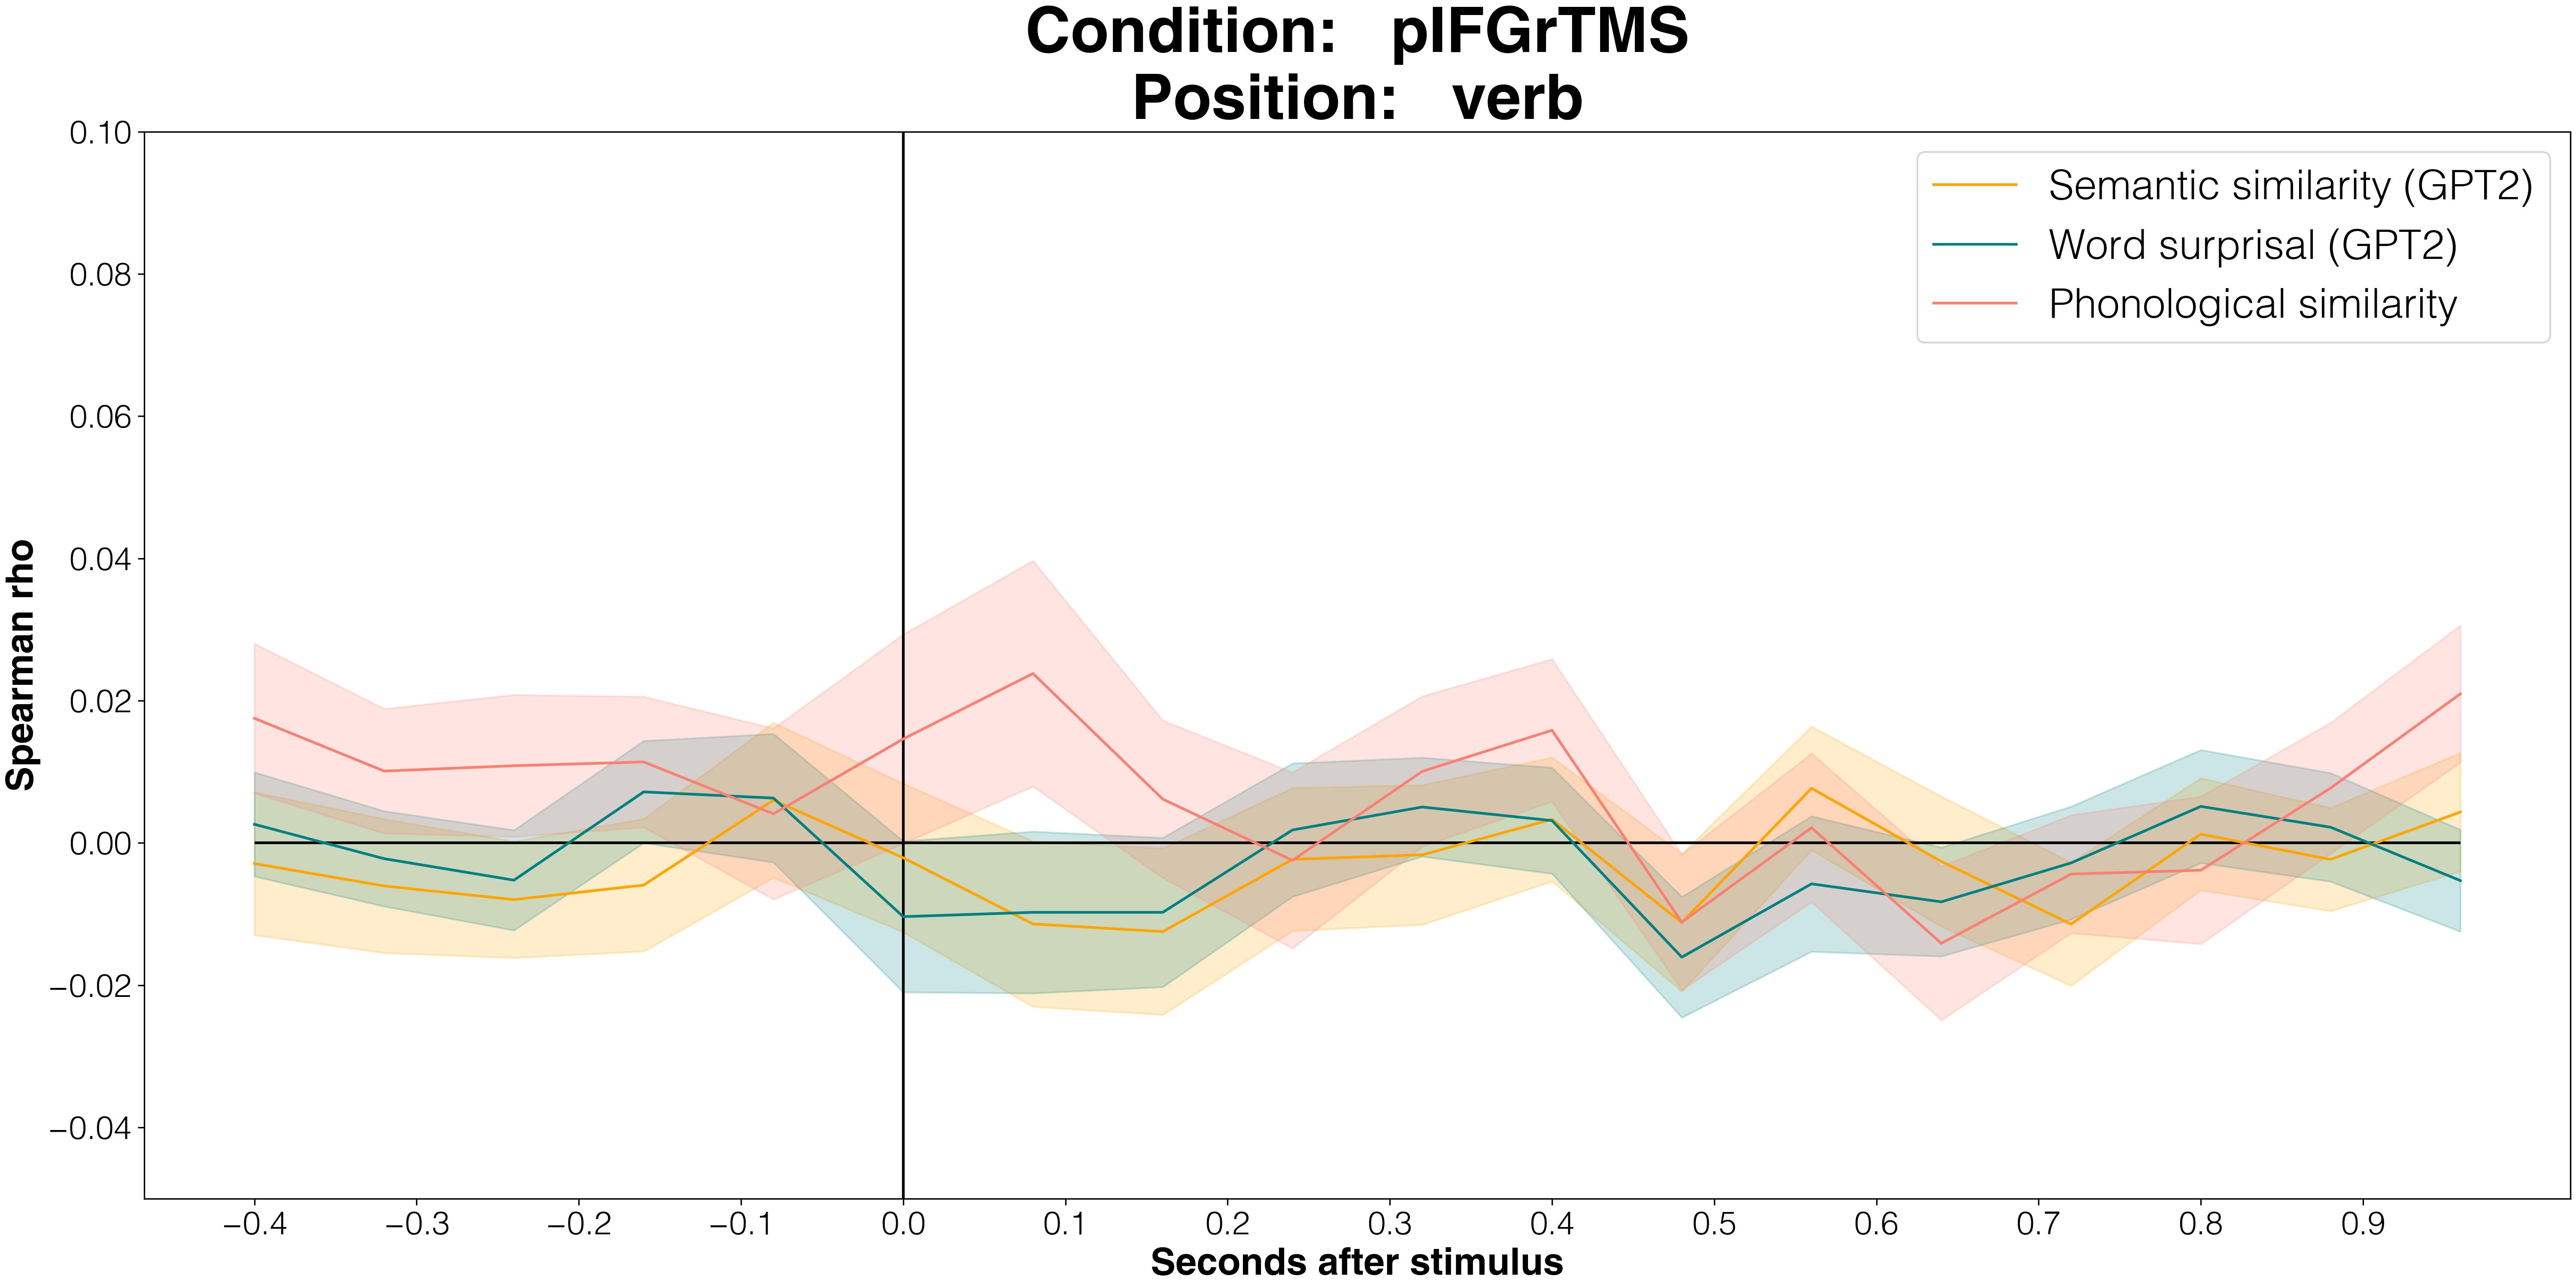 Condition: pIFGrTMS
Position: verb
0.10
0.08
0.06
0.04
0.02
0.00
−0.02
−0.04
Spearman rho
Semantic similarity (GPT2)
Word surprisal (GPT2)
Phonological similarity
−0.4 −0.3 −0.2 −0.1 0.0 0.1 0.2 0.3 0.4 0.5 0.6 0.7 0.8 0.9
Seconds after stimulus